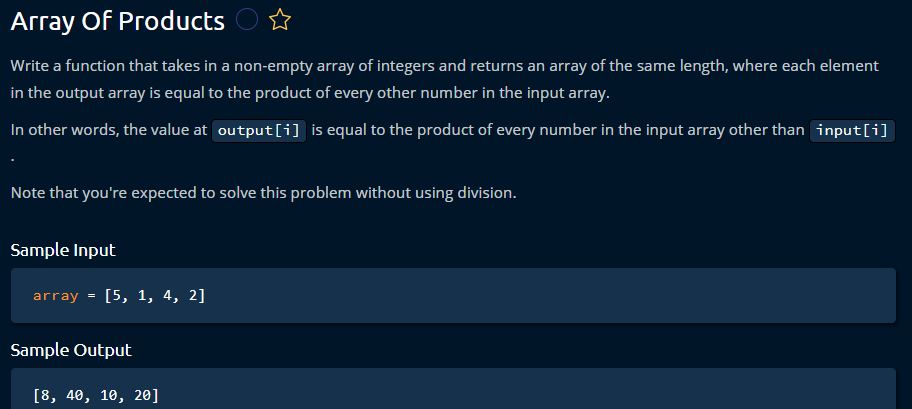 Array Of Products
Write a function that takes in a non-empty array of integers and returns an array of the same length, where each element
in the output array is equal to the product of every other number in the input array.
In other words, the value at output[i] is equal to the product of every number in the input array other than input[i]
.
Note that you're expected to solve this problem without using division.
Sample Input
array = [5, 1, 4, 2]
Sample Output
[8, 40, 10, 20]